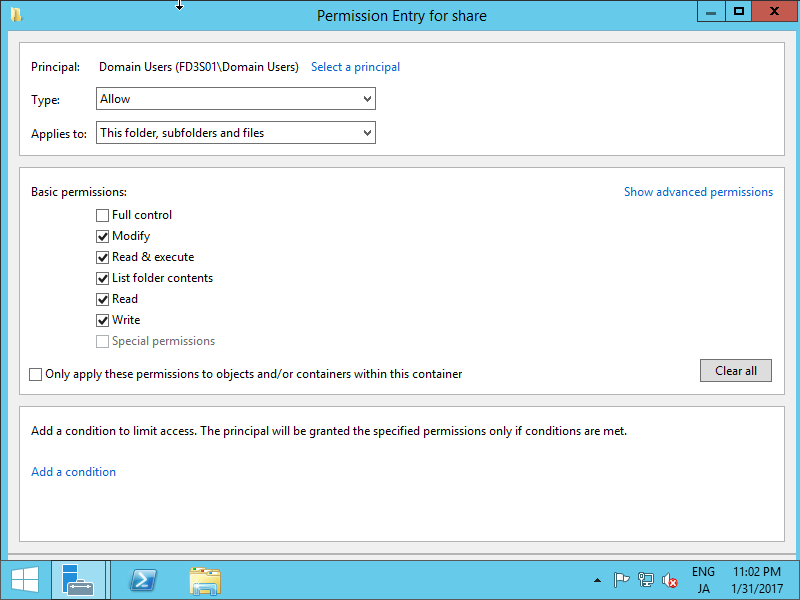 Permission Entry for share
Principal: Domain Users (FD3S01\Domain Users) Select a principal
Type: Allow
Applies to: This folder, subfolders and files
Basic permissions: Show advanced permissions
Full control
Modify
Read & execute
List folder contents
Read
Write
Special permissions
Only apply these permissions to objects and/or containers within this container Clear all
Add a condition to limit access. The principal will be granted the specified permissions only if conditions are met.
Add a condition
ENG 11:02 PM
JA 1/31/2017